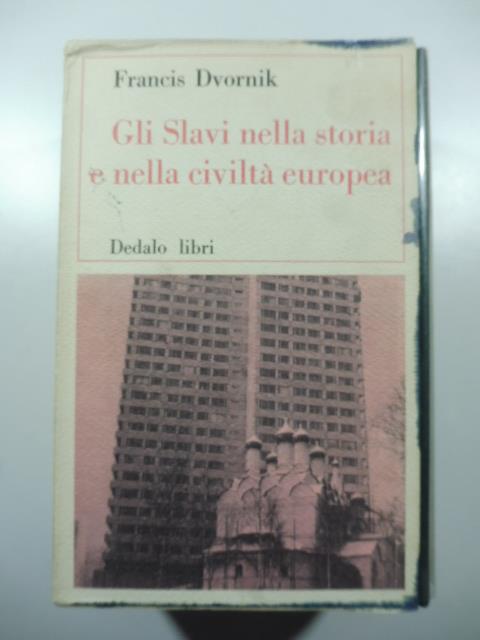 Francis Dvornik
Gli Slavi nella storia
e nella civiltà europea
Dedalo libri